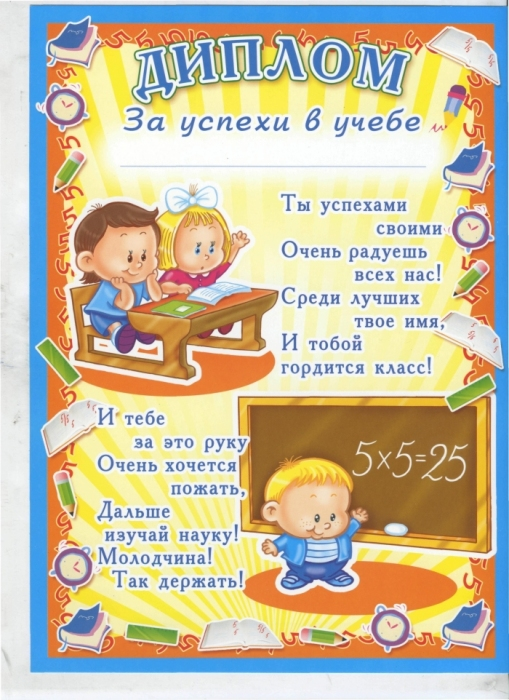 ДИПЛОМ
За успехи в учебе
Ты успехами
своими
Очень радуешь
всех нас!
Среди лучших
твое имя,
И тобой
гордится класс!
И тебе
за это руку
Очень хочется
пожать,
Дальше
изучай науку!
Молодчина!
Так держать!
5×5=25